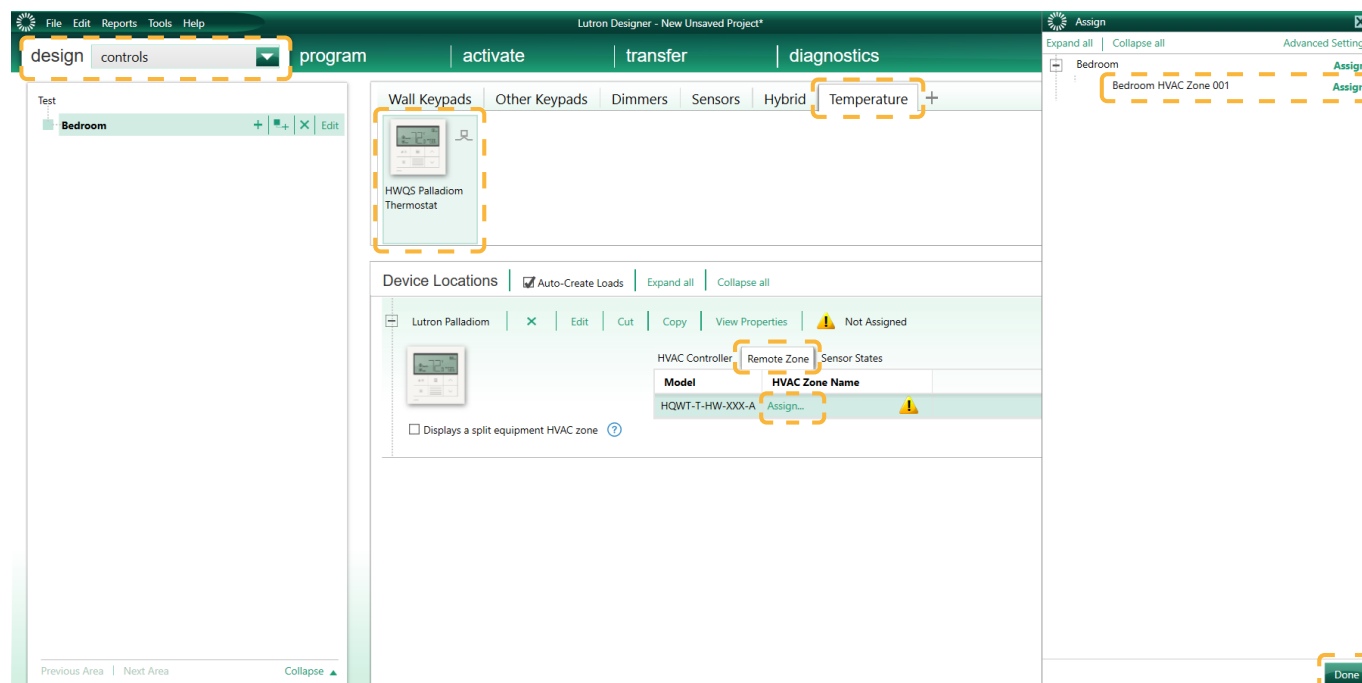 File Edit Reports Tools Help
Lutron Designer - New Unsaved Project*
Assign
design controls program activate transfer diagnostics
Expand all Collapse all Advanced Setting
Bedroom Assign
Bedroom HVAC Zone 001 Assign
Test
Bedroom + X Edit
Wall Keypads Other Keypads Dimmers Sensors Hybrid Temperature +
HWQS Palladiom
Thermostat
Device Locations Auto-Create Loads Expand all Collapse all
Lutron Palladiom × Edit Cut Copy View Properties Not Assigned
HVAC Controller Remote Zone Sensor States
Model HVAC Zone Name
HQWT-T-HW-XXX-A Assign...
Displays a split equipment HVAC zone ?
Previous Area Next Area Collapse
Done